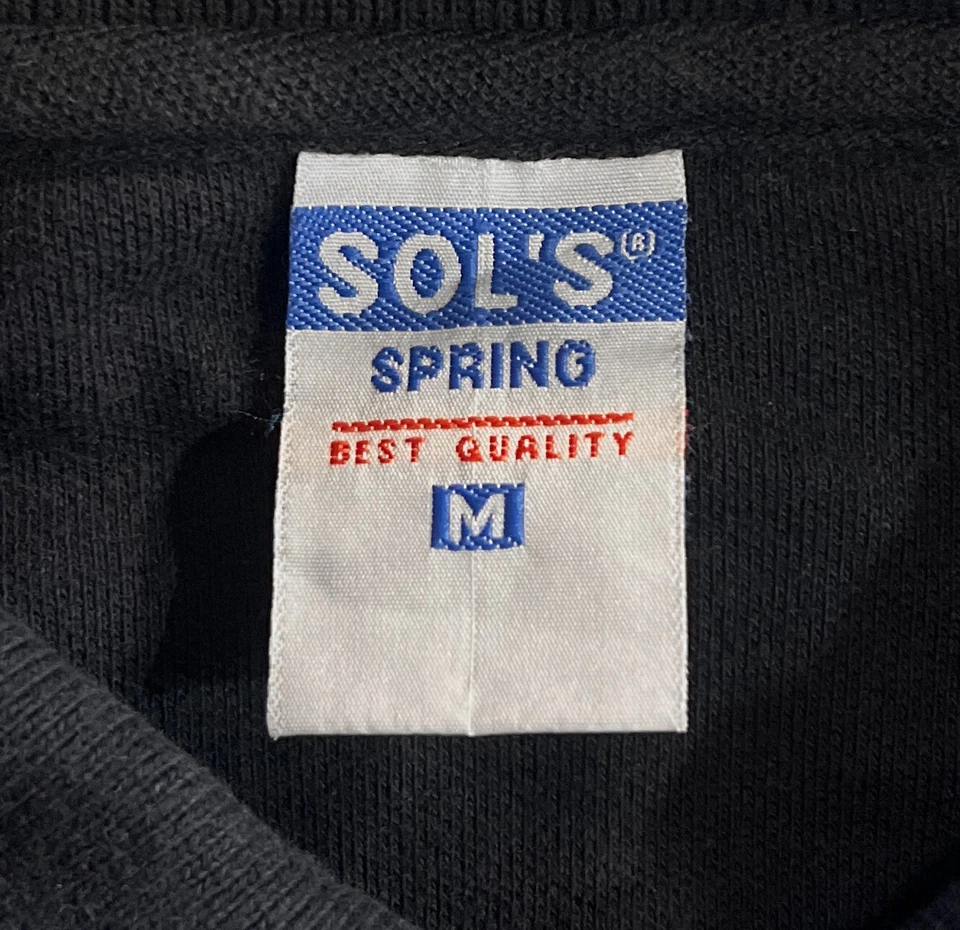 SOL'S®
SPRING
BEST QUALITY
M